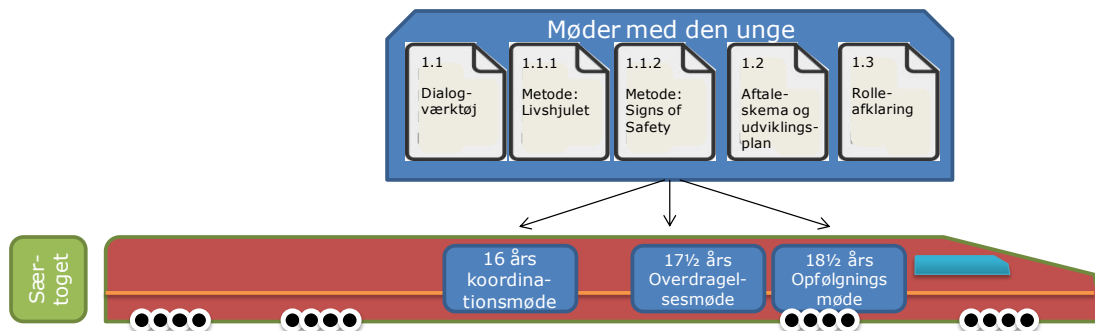 Møder med den unge
1.1
Dialog-
værktøj
1.1.1
Metode:
Livshjulet
1.1.2
Metode:
Signs of
Safety
1.2
Aftale-
skema og
udviklings-
plan
1.3
Rolle-
afklaring
Sær-
toget
16 års
koordina-
tionsmøde
17½ års
Overdragel-
sesmøde
18½ års
Opfølgnings
møde